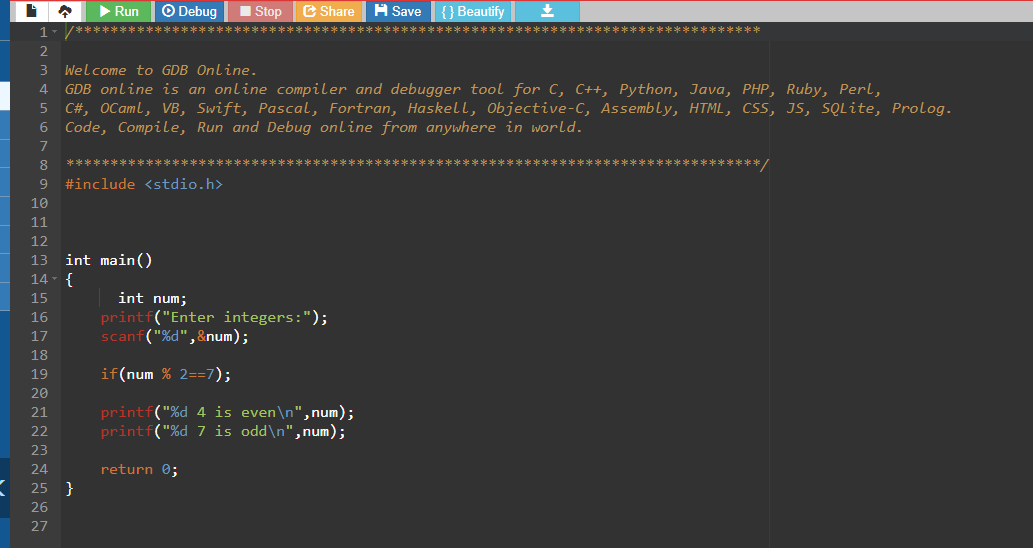 Run Debug Stop Share Save { } Beautify
1 /******************************************************************************
2
3 Welcome to GDB Online.
4 GDB online is an online compiler and debugger tool for C, C++, Python, Java, PHP, Ruby, Perl,
5 C#, OCaml, VB, Swift, Pascal, Fortran, Haskell, Objective-C, Assembly, HTML, CSS, JS, SQLite, Prolog.
6 Code, Compile, Run and Debug online from anywhere in world.
7
8 *******************************************************************************/
9 #include <stdio.h>
10
11
12
13 int main()
14 {
15       int num;
16     printf("Enter integers:");
17     scanf("%d",&num);
18
19     if(num % 2==7);
20
21     printf("%d 4 is even\n",num);
22     printf("%d 7 is odd\n",num);
23
24     return 0;
25 }
26
27